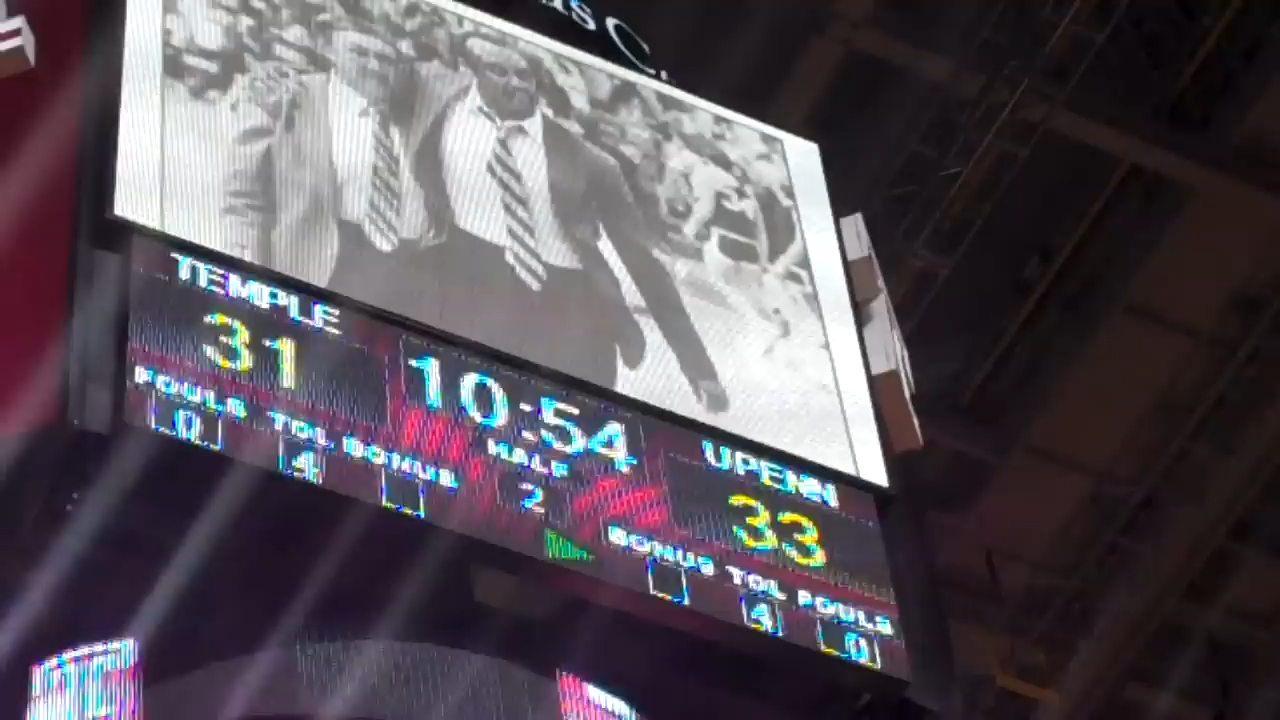 C.
TEMPLE
31
10:54
FOULS TOL BONUS
0 4
HALF
2
UPENN
33
BONUS TOL FOULS
4 0